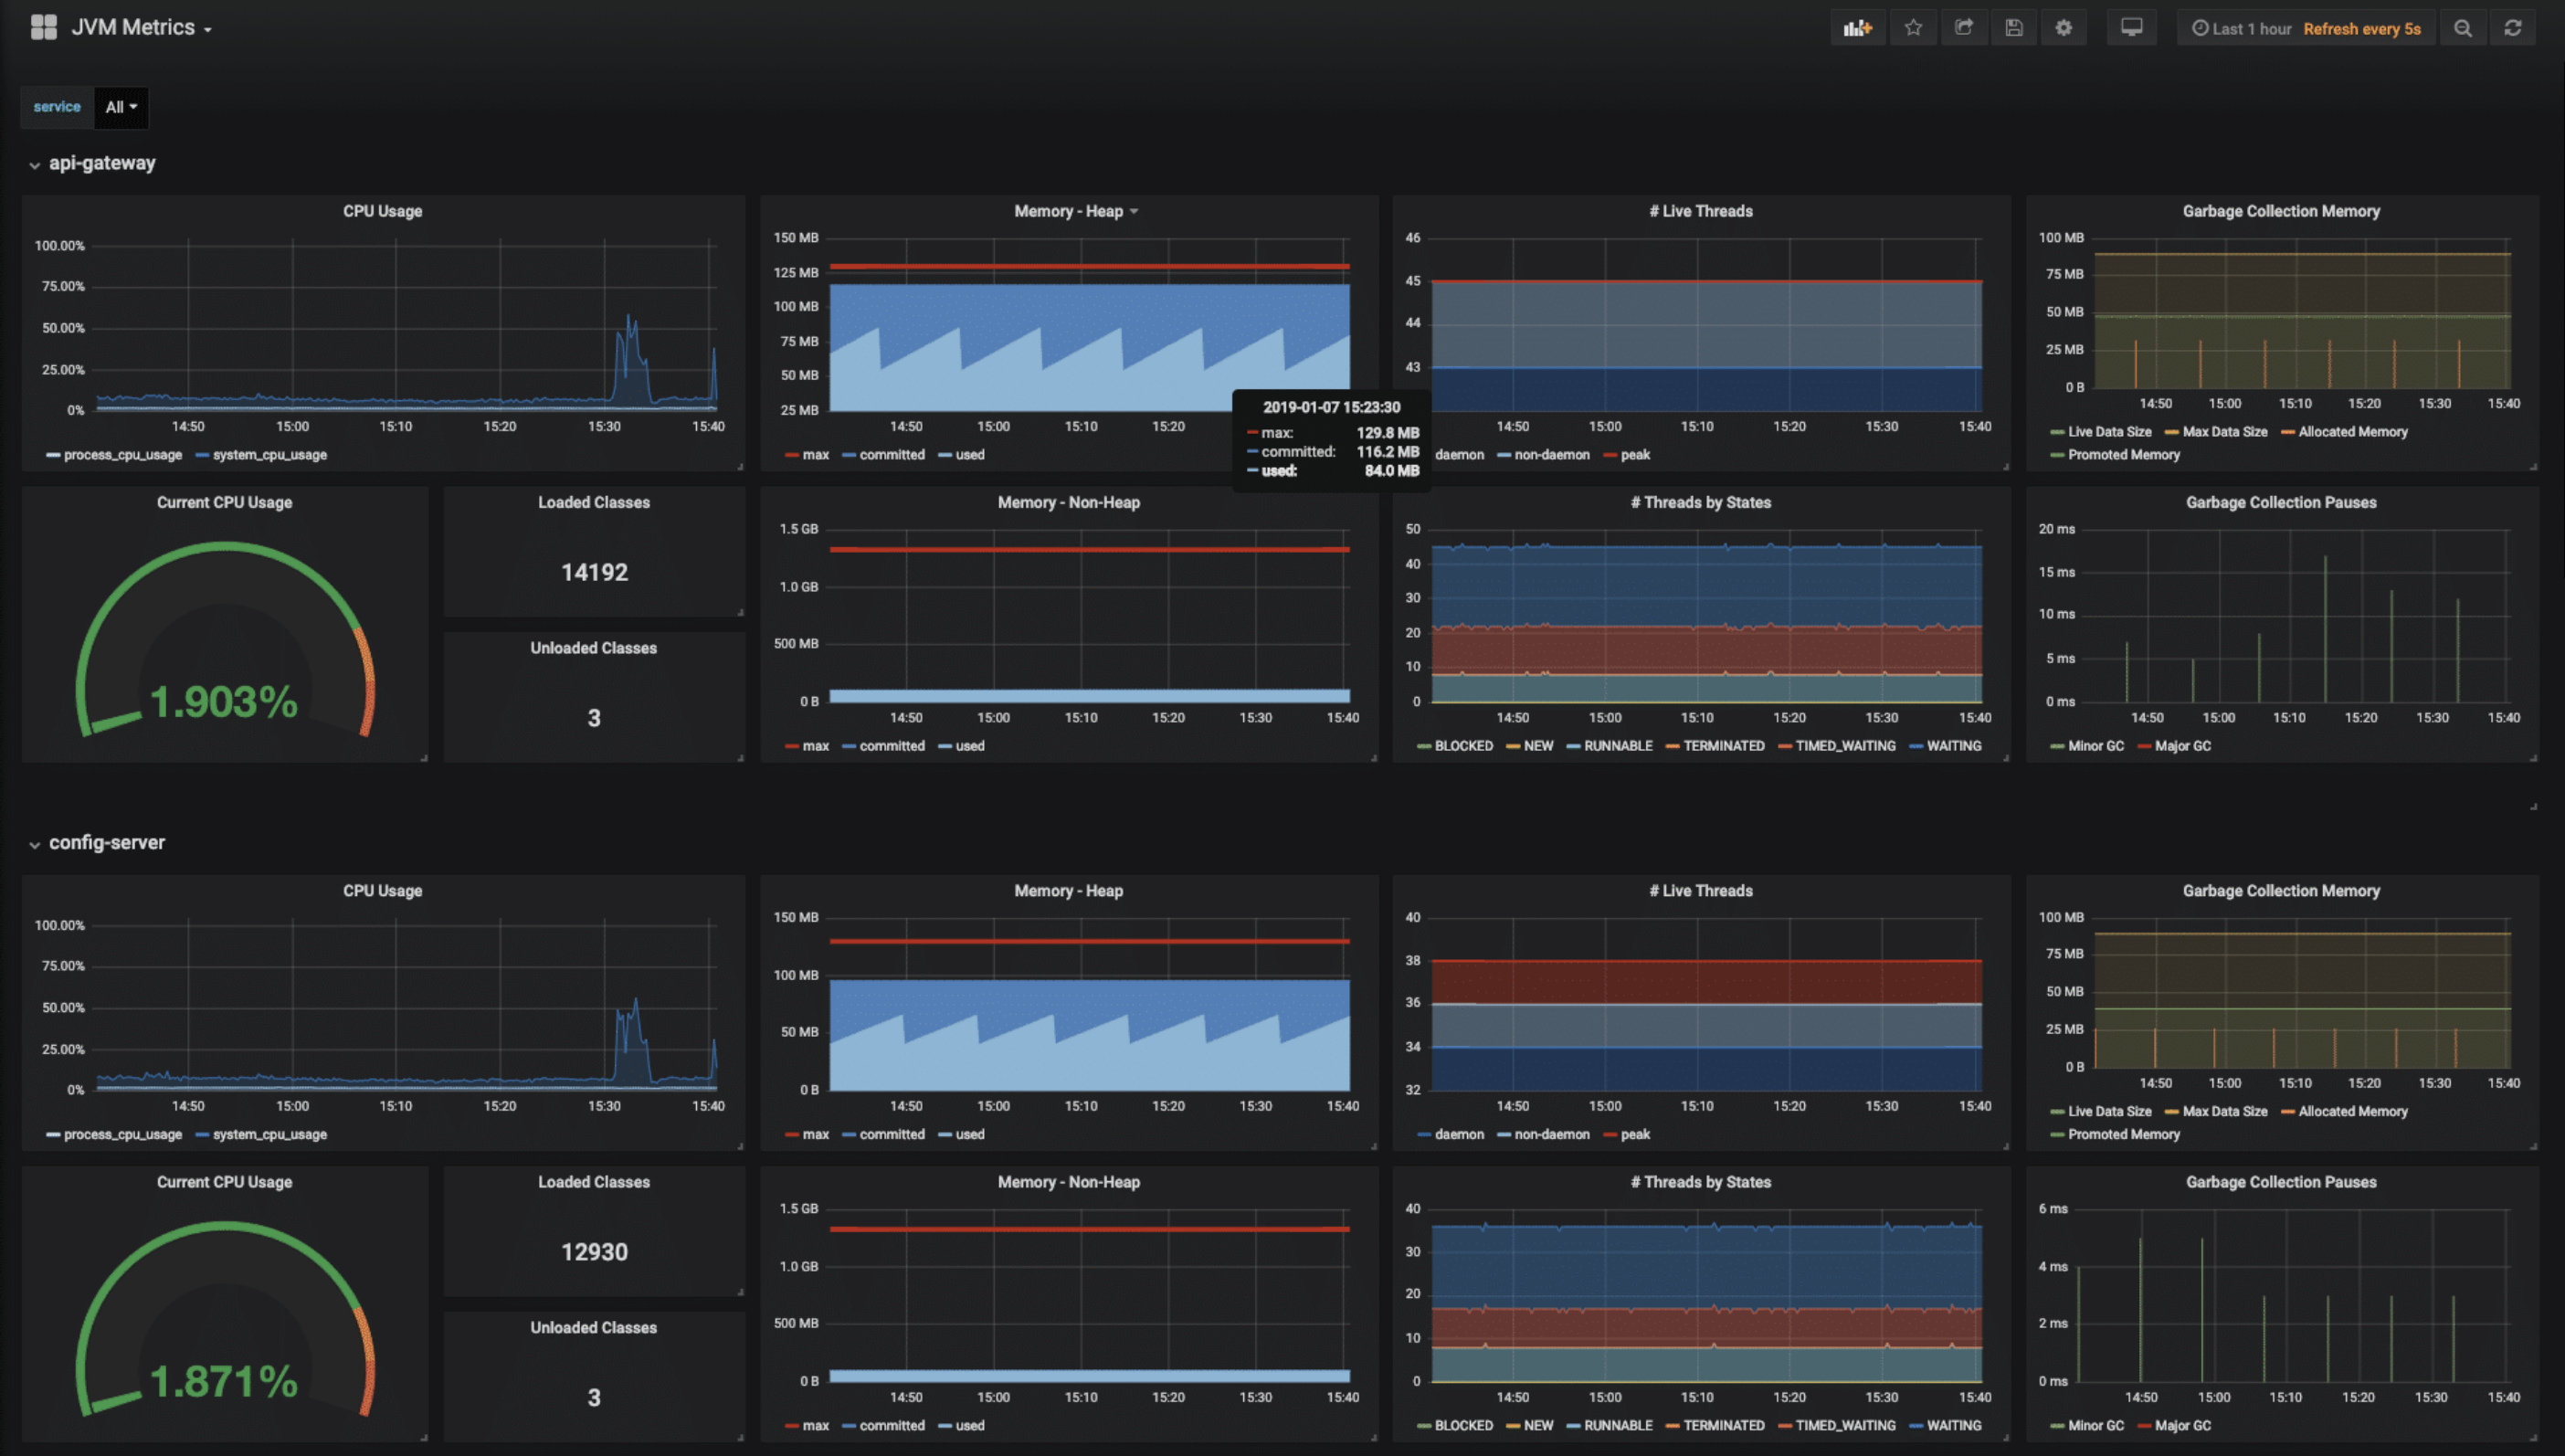 JVM Metrics
Last 1 hour Refresh every 5s
service All
api-gateway
CPU Usage
100.00%
75.00%
50.00%
25.00%
0%
14:50 15:00 15:10 15:20 15:30 15:40
process_cpu_usage system_cpu_usage
Memory - Heap
150 MB
125 MB
100 MB
75 MB
50 MB
25 MB
14:50 15:00 15:10 15:20
max committed used
2019-01-07 15:23:30
max: 129.8 MB
committed: 116.2 MB
used: 84.0 MB
# Live Threads
46
45
44
43
14:50 15:00 15:10 15:20 15:30 15:40
daemon non-daemon peak
Garbage Collection Memory
100 MB
75 MB
50 MB
25 MB
0 B
14:50 15:00 15:10 15:20 15:30 15:40
Live Data Size Max Data Size Allocated Memory
Promoted Memory
Current CPU Usage
1.903%
Loaded Classes
14192
Unloaded Classes
3
Memory - Non-Heap
1.5 GB
1.0 GB
500 MB
0 B
14:50 15:00 15:10 15:20 15:30 15:40
max committed used
# Threads by States
50
40
30
20
10
0
14:50 15:00 15:10 15:20 15:30 15:40
BLOCKED NEW RUNNABLE TERMINATED TIMED_WAITING WAITING
Garbage Collection Pauses
20 ms
15 ms
10 ms
5 ms
0 ms
14:50 15:00 15:10 15:20 15:30 15:40
Minor GC Major GC
config-server
CPU Usage
100.00%
75.00%
50.00%
25.00%
0%
14:50 15:00 15:10 15:20 15:30 15:40
process_cpu_usage system_cpu_usage
Memory - Heap
150 MB
100 MB
50 MB
0 B
14:50 15:00 15:10 15:20 15:30 15:40
max committed used
# Live Threads
40
38
36
34
32
14:50 15:00 15:10 15:20 15:30 15:40
daemon non-daemon peak
Garbage Collection Memory
100 MB
75 MB
50 MB
25 MB
0 B
14:50 15:00 15:10 15:20 15:30 15:40
Live Data Size Max Data Size Allocated Memory
Promoted Memory
Current CPU Usage
1.871%
Loaded Classes
12930
Unloaded Classes
3
Memory - Non-Heap
1.5 GB
1.0 GB
500 MB
0 B
14:50 15:00 15:10 15:20 15:30 15:40
max committed used
# Threads by States
40
30
20
10
0
14:50 15:00 15:10 15:20 15:30 15:40
BLOCKED NEW RUNNABLE TERMINATED TIMED_WAITING WAITING
Garbage Collection Pauses
6 ms
4 ms
2 ms
0 ms
14:50 15:00 15:10 15:20 15:30 15:40
Minor GC Major GC